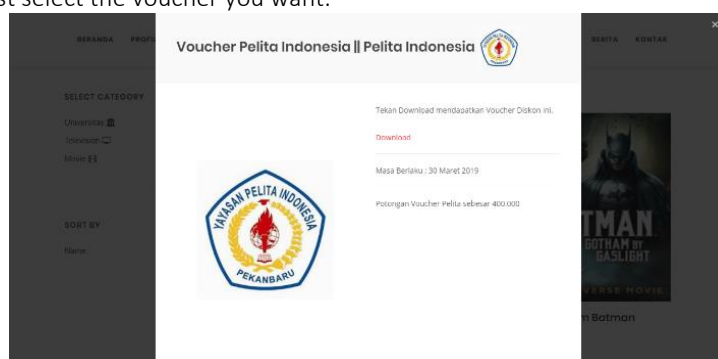 st select the voucher you want.
BERANDA PROFIL
Voucher Pelita Indonesia || Pelita Indonesia
BERITA KONTAK
×
SELECT CATEGORY
Universitas
Television
Movie
SORT BY
Name
Tekan Download mendapatkan Voucher Diskon ini.
Download
Masa Berlaku : 30 Maret 2019
Potongan Voucher Pelita sebesar 400.000
YAYASAN PELITA INDONESIA
PEKANBARU
TMAN
GOTHAM BY
GASLIGHT
VERSE MOVIE
m Batman